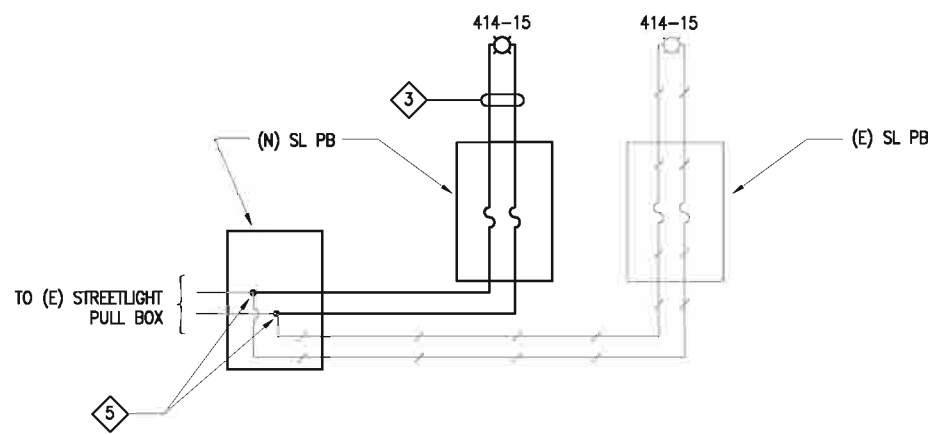 414-15
414-15
3
(N) SL PB
(E) SL PB
TO (E) STREETLIGHT
PULL BOX
5